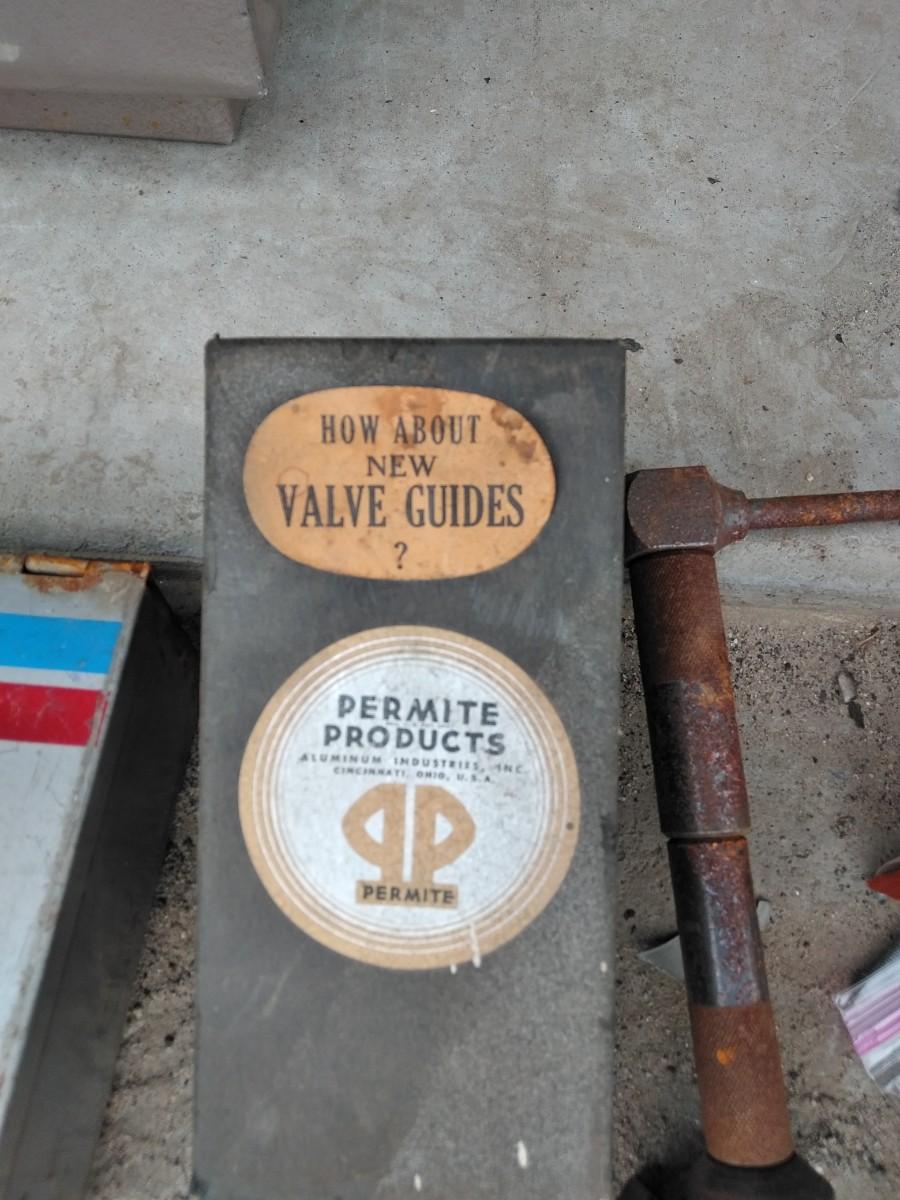 HOW ABOUT
NEW
VALVE GUIDES
?
PERMITE
PRODUCTS
ALUMINUM INDUSTRIES, INC.
CINCINNATI, OHIO, U.S.A.
PERMITE